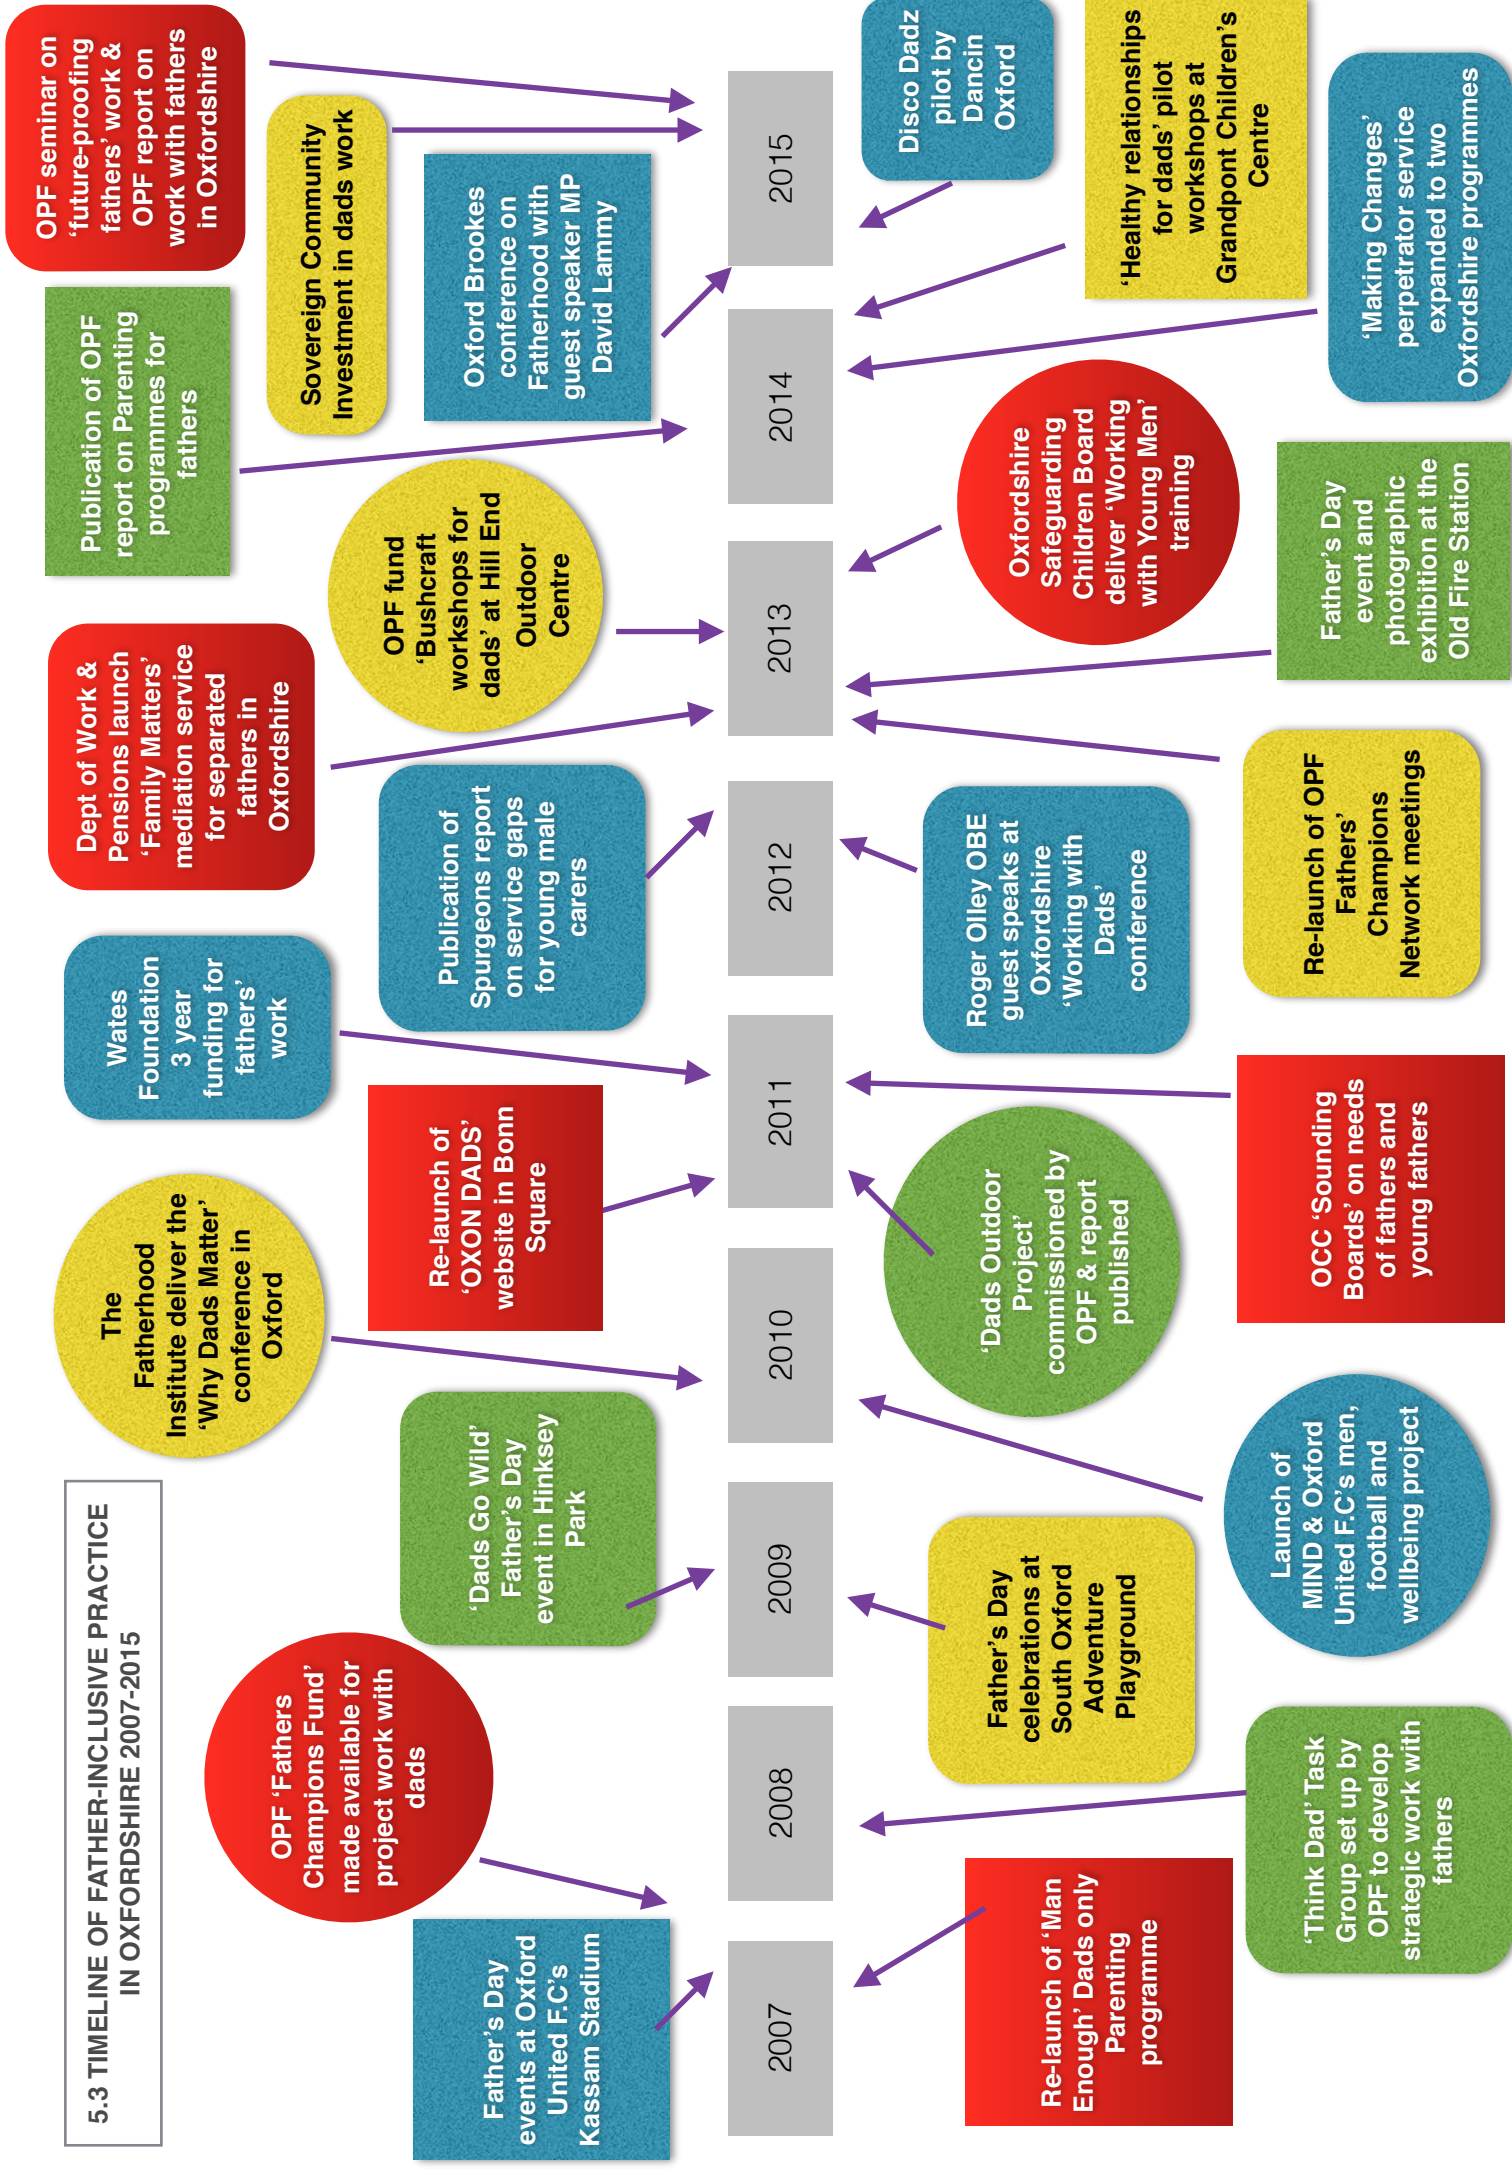 5.3 TIMELINE OF FATHER-INCLUSIVE PRACTICE
IN OXFORDSHIRE 2007-2015
Father’s Day
events at Oxford
United F.C’s
Kassam Stadium
OPF ‘Fathers
Champions Fund’
made available for
project work with
dads
‘Dads Go Wild’
Father’s Day
event in Hinksey
Park
The
Fatherhood
Institute deliver the
‘Why Dads Matter’
conference in
Oxford
Re-launch of
‘OXON DADS’
website in Bonn
Square
Wates
Foundation
3 year
funding for
fathers’
work
Publication of
Spurgeons report
on service gaps
for young male
carers
Dept of Work &
Pensions launch
‘Family Matters’
mediation service
for separated
fathers in
Oxfordshire
OPF fund
‘Bushcraft
workshops for
dads’ at Hill End
Outdoor
Centre
Publication of OPF
report on Parenting
programmes for
fathers
Oxford Brookes
conference on
Fatherhood with
guest speaker MP
David Lammy
Sovereign Community
Investment in dads work
OPF seminar on
‘future-proofing
fathers’ work &
OPF report on
work with fathers
in Oxfordshire
2007
2008
2009
2010
2011
2012
2013
2014
2015
Re-launch of ‘Man
Enough’ Dads only
Parenting
programme
‘Think Dad’ Task
Group set up by
OPF to develop
strategic work with
fathers
Father’s Day
celebrations at
South Oxford
Adventure
Playground
Launch of
MIND & Oxford
United F.C’s men,
football and
wellbeing project
‘Dads Outdoor
Project’
commissioned by
OPF & report
published
OCC ‘Sounding
Boards’ on needs
of fathers and
young fathers
Roger Olley OBE
guest speaks at
Oxfordshire
‘Working with
Dads’
conference
Re-launch of OPF
Fathers’
Champions
Network meetings
Father’s Day
event and
photographic
exhibition at the
Old Fire Station
Oxfordshire
Safeguarding
Children Board
deliver ‘Working
with Young Men’
training
‘Making Changes’
perpetrator service
expanded to two
Oxfordshire programmes
‘Healthy relationships
for dads’ pilot
workshops at
Grandpont Children’s
Centre
Disco Dadz
pilot by
Dancin
Oxford